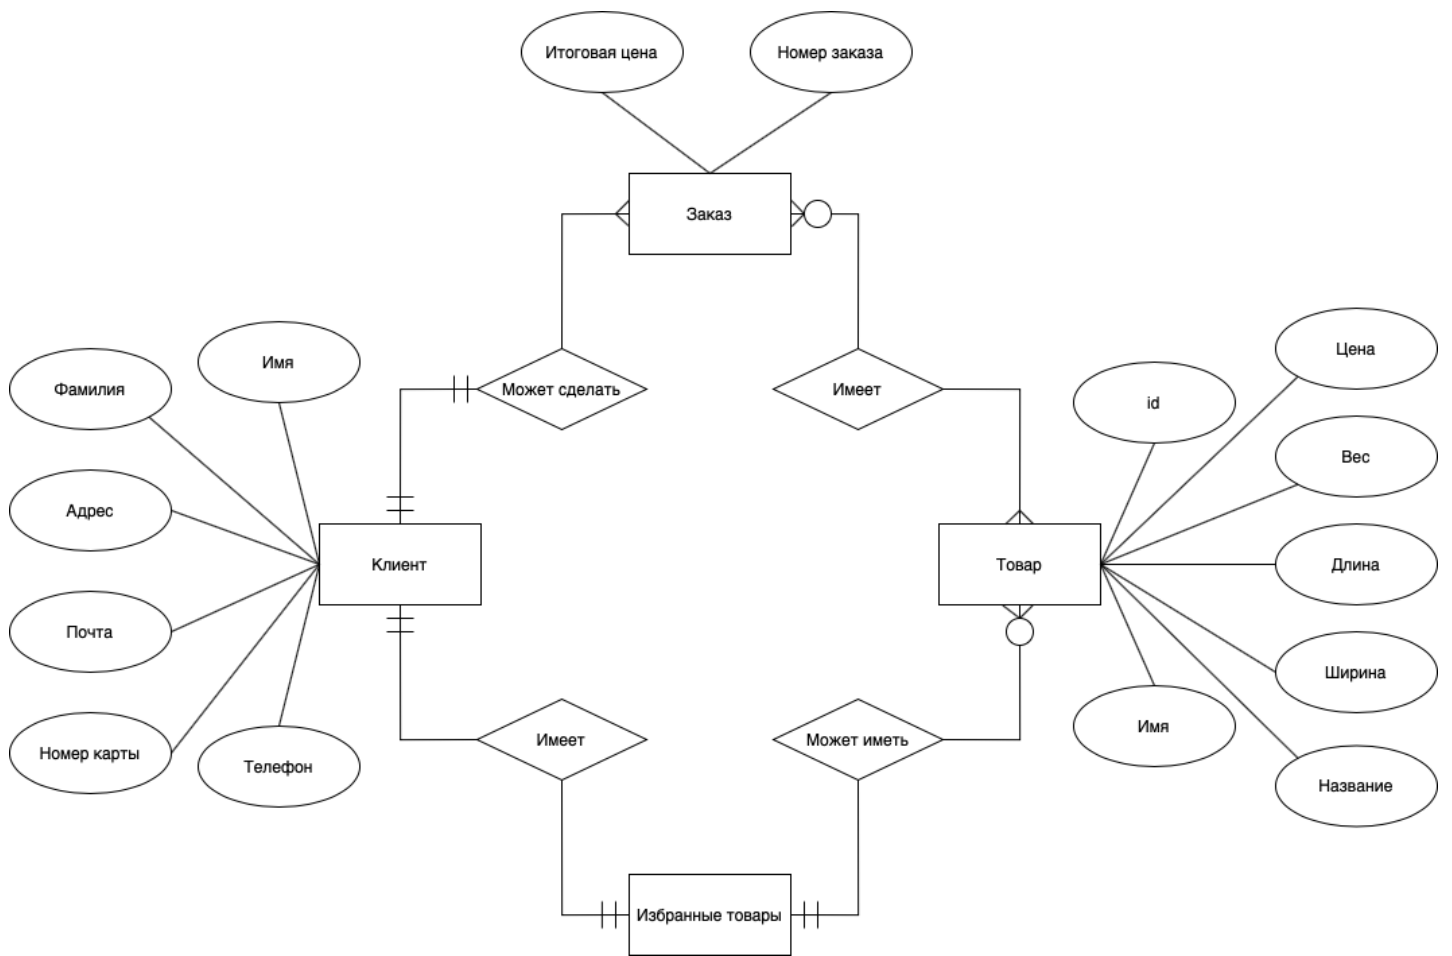 Итоговая цена
Номер заказа
Заказ
Имя
Фамилия
Может сделать
Имеет
Цена
id
Вес
Адрес
Клиент
Товар
Длина
Почта
Ширина
Имя
Номер карты
Телефон
Имеет
Может иметь
Название
Избранные товары